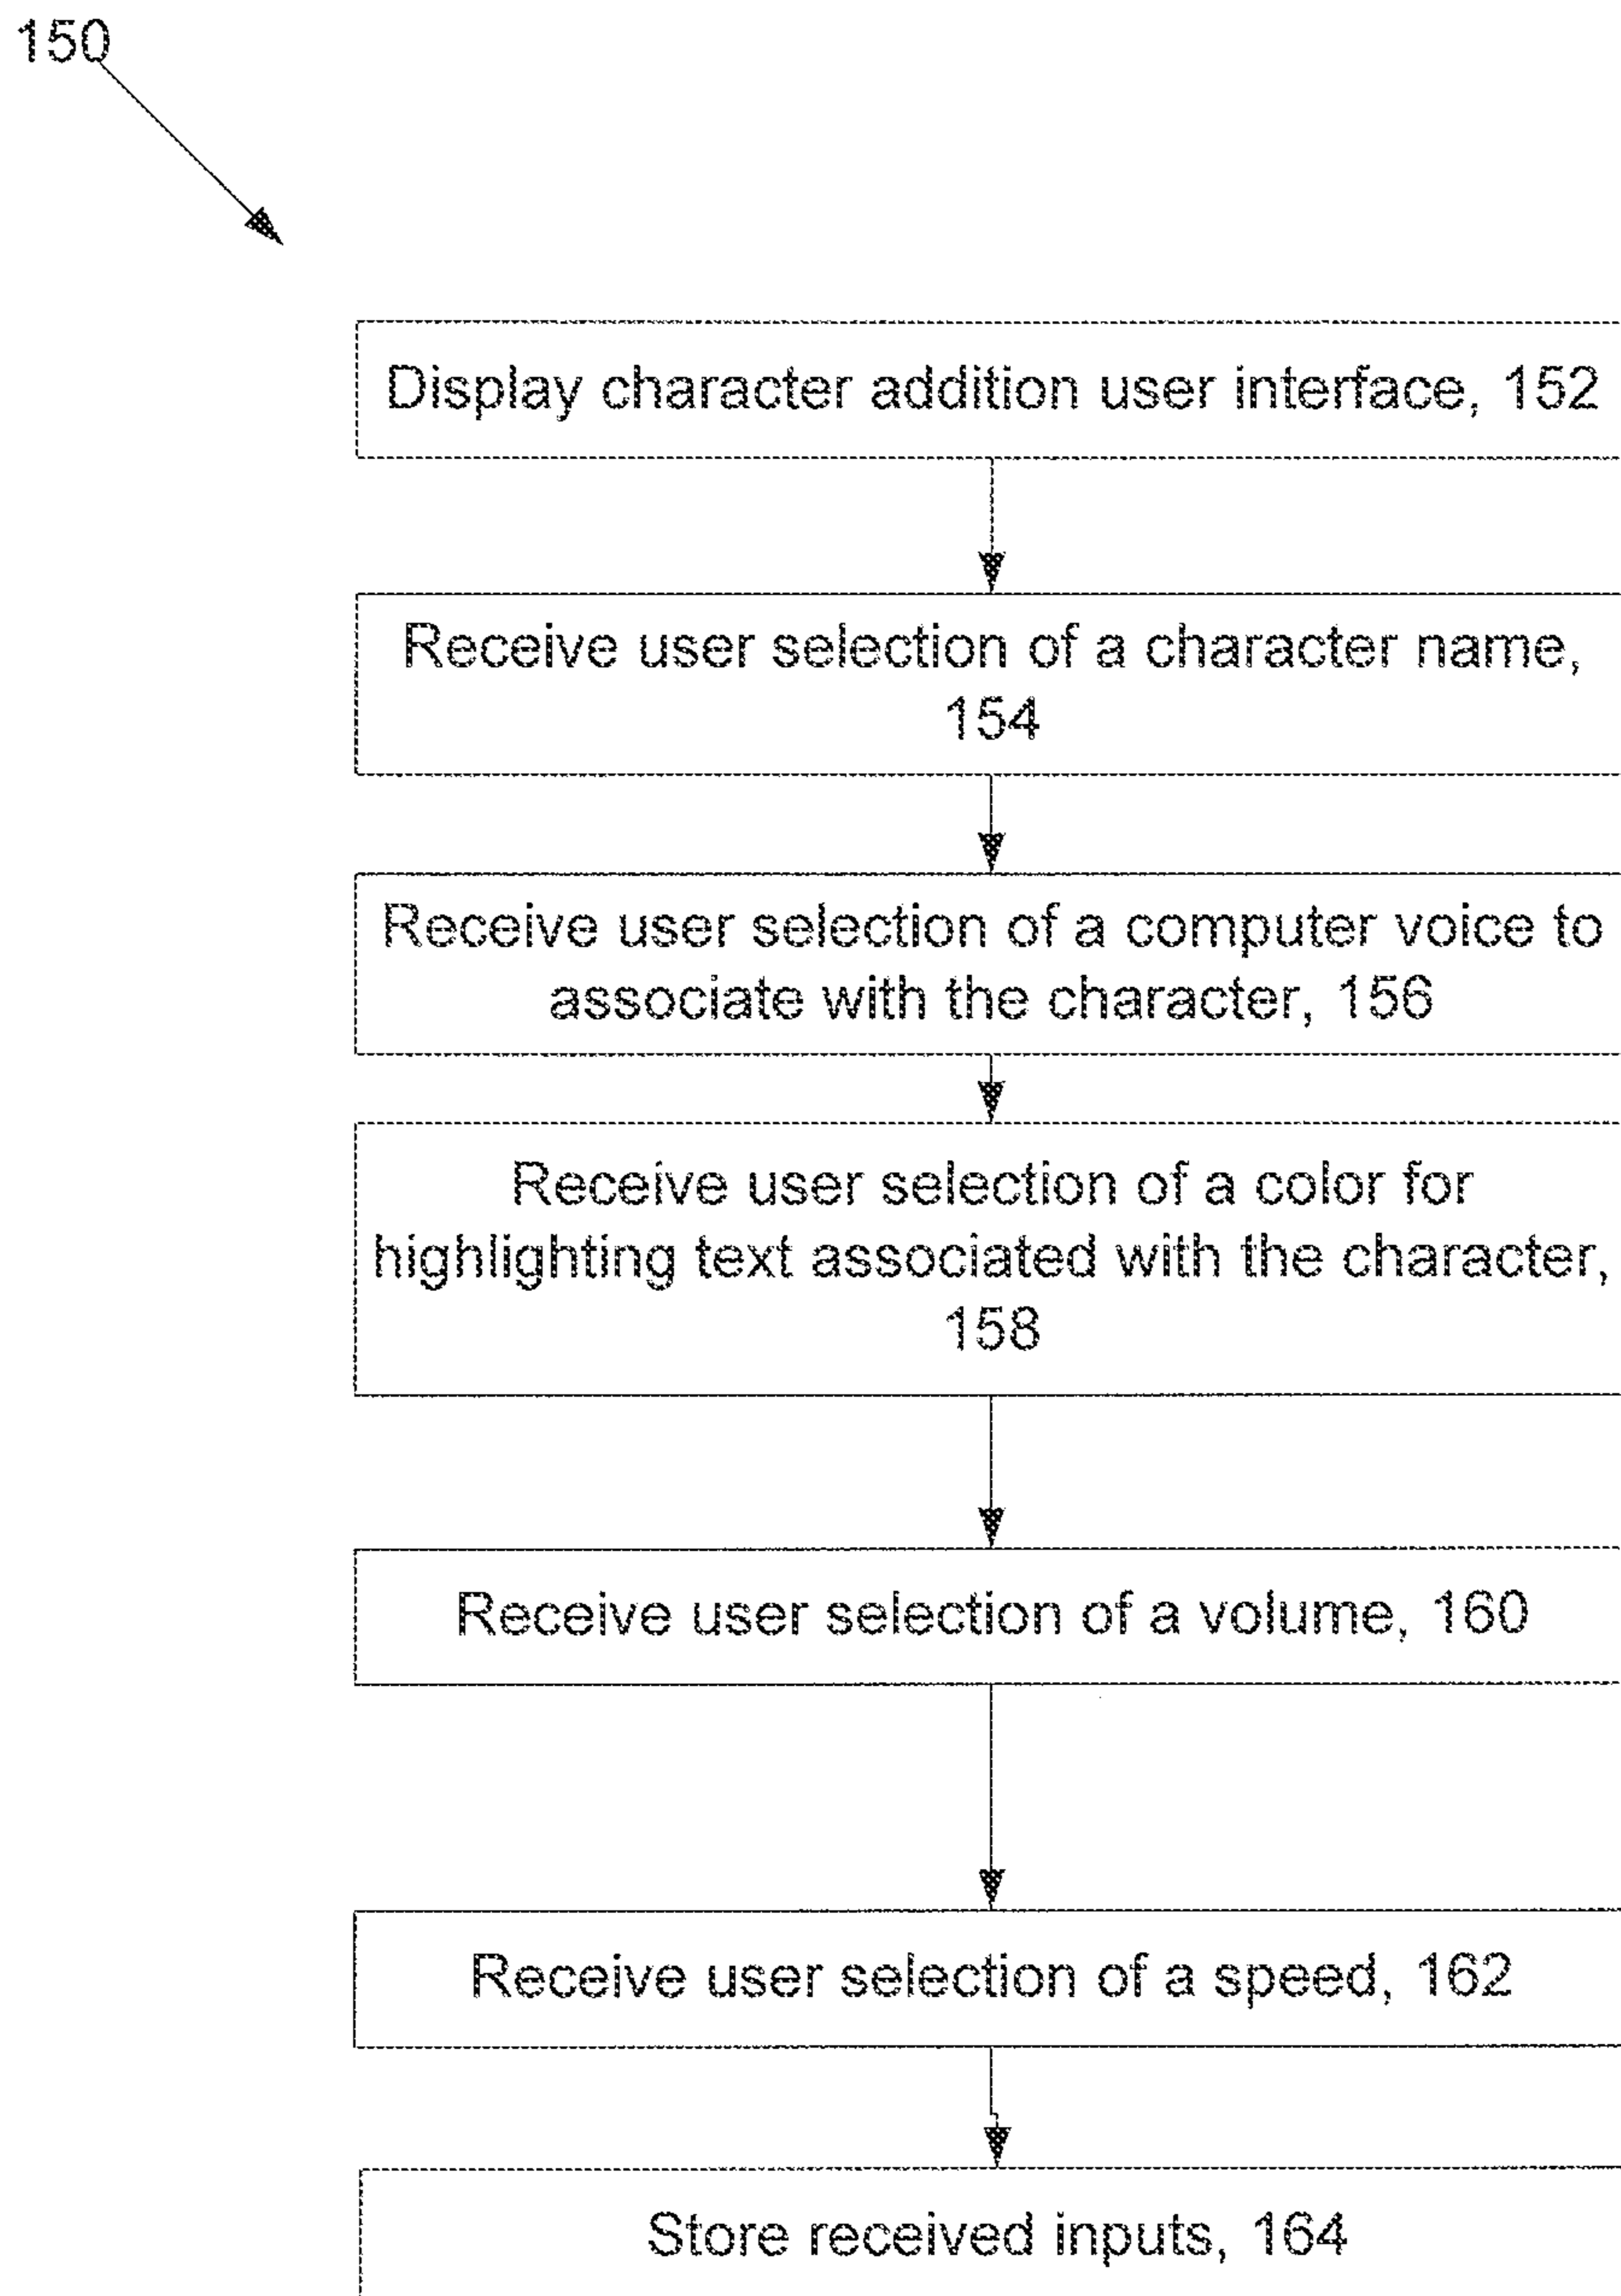 150
Display character addition user interface, 152
Receive user selection of a character name,
154
Receive user selection of a computer voice to
associate with the character, 156
Receive user selection of a color for
highlighting text associated with the character,
158
Receive user selection of a volume, 160
Receive user selection of a speed, 162
Store received inputs, 164